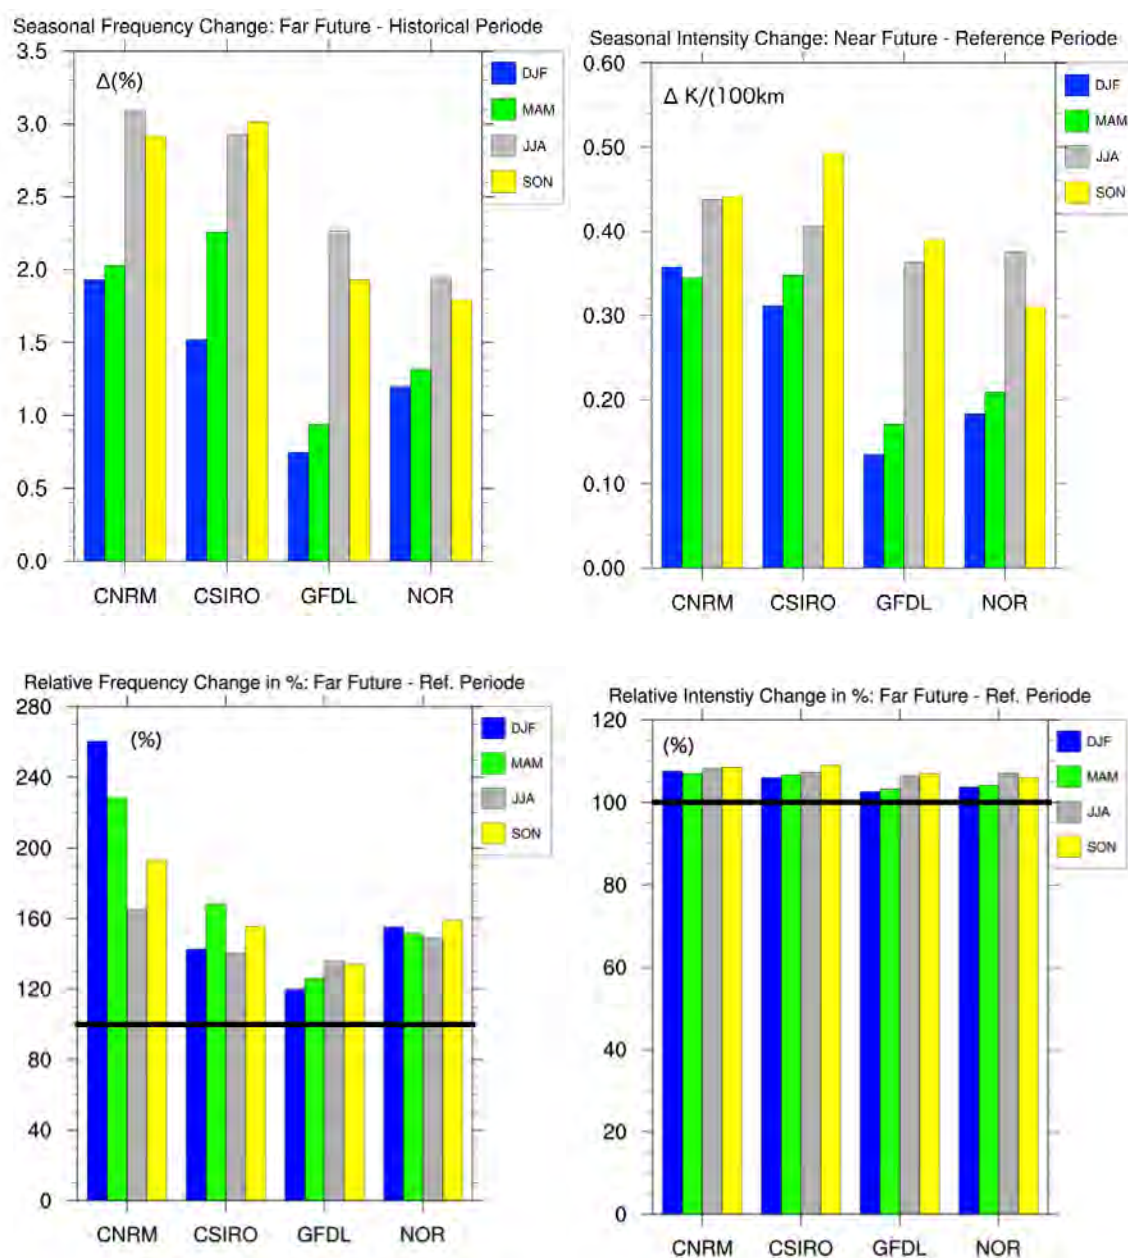 Seasonal Frequency Change: Far Future - Historical Periode
3.5
Δ(%)
3.0
2.5
2.0
1.5
1.0
0.5
0.0
CNRM CSIRO GFDL NOR
DJF
MAM
JJA
SON
Seasonal Intensity Change: Near Future - Reference Periode
0.60
Δ K/(100km
0.50
0.40
0.30
0.20
0.10
0.00
CNRM CSIRO GFDL NOR
DJF
MAM
JJA
SON
Relative Frequency Change in %: Far Future - Ref. Periode
280
(%)
240
200
160
120
80
40
0
CNRM CSIRO GFDL NOR
DJF
MAM
JJA
SON
Relative Intenstiy Change in %: Far Future - Ref. Periode
120
(%)
100
80
60
40
20
0
CNRM CSIRO GFDL NOR
DJF
MAM
JJA
SON